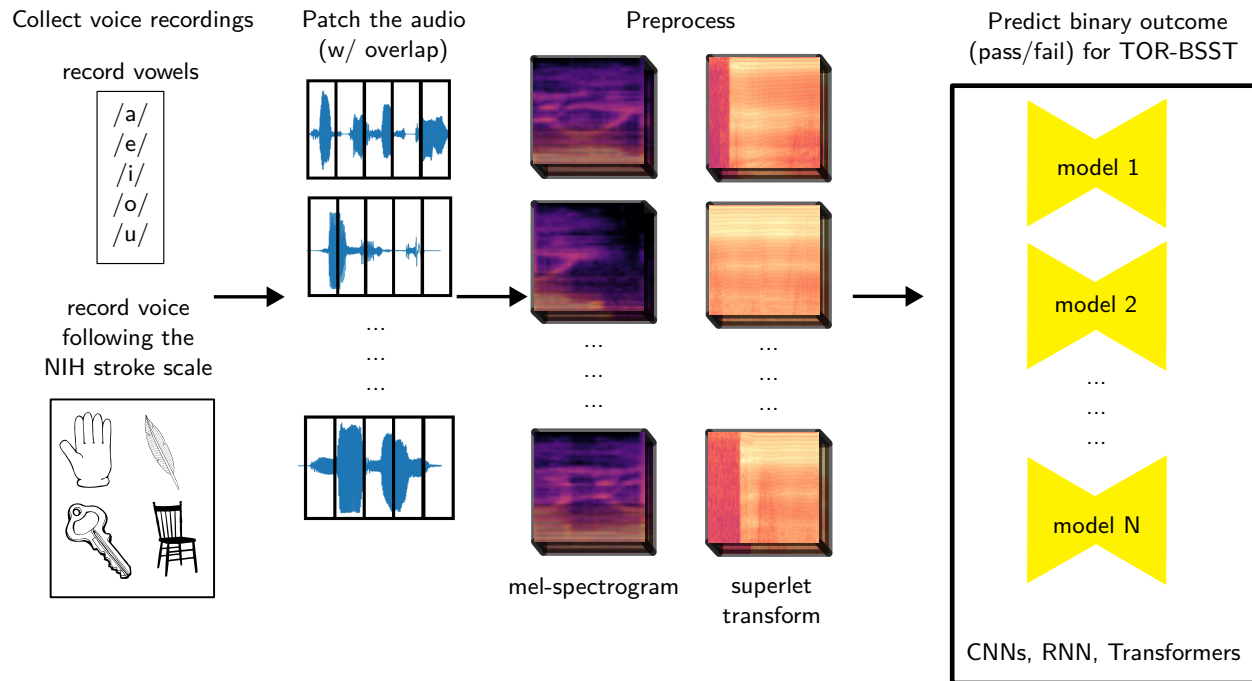 Collect voice recordings
record vowels
/a/
/e/
/i/
/o/
/u/
record voice
following the
NIH stroke scale
Patch the audio
(w/ overlap)
...
...
...
Preprocess
...
...
...
...
...
...
mel-spectrogram
superlet
transform
Predict binary outcome
(pass/fail) for TOR-BSST
model 1
model 2
...
...
...
model N
CNNs, RNN, Transformers